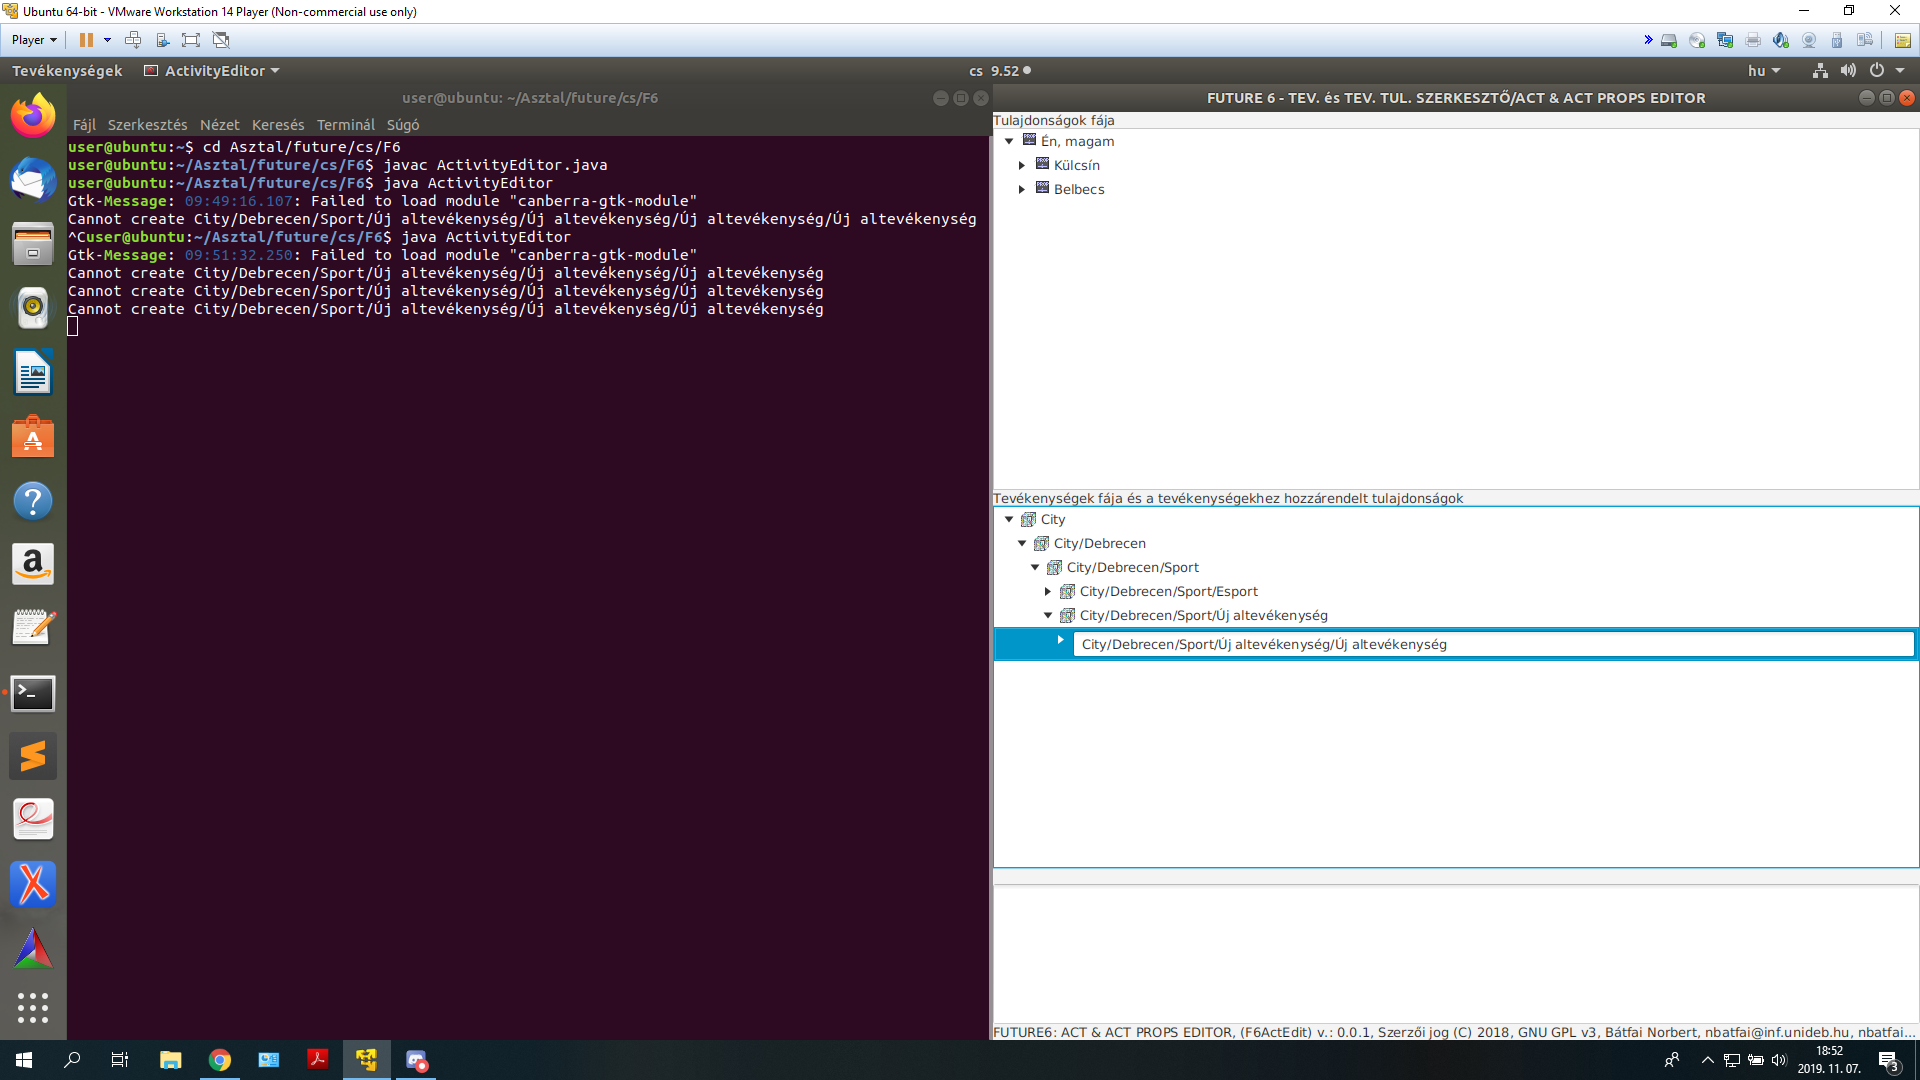 Ubuntu 64-bit - VMware Workstation 14 Player (Non-commercial use only)
Player
Tevékenységek ActivityEditor cs 9.52 hu
user@ubuntu: ~/Asztal/future/cs/F6
Fájl Szerkesztés Nézet Keresés Terminál Súgó
user@ubuntu:~$ cd Asztal/future/cs/F6
user@ubuntu:~/Asztal/future/cs/F6$ javac ActivityEditor.java
user@ubuntu:~/Asztal/future/cs/F6$ java ActivityEditor
Gtk-Message: 09:49:16.107: Failed to load module "canberra-gtk-module"
Cannot create City/Debrecen/Sport/Új altevékenység/Új altevékenység/Új altevékenység/Új altevékenység
^Cuser@ubuntu:~/Asztal/future/cs/F6$ java ActivityEditor
Gtk-Message: 09:51:32.250: Failed to load module "canberra-gtk-module"
Cannot create City/Debrecen/Sport/Új altevékenység/Új altevékenység/Új altevékenység
Cannot create City/Debrecen/Sport/Új altevékenység/Új altevékenység/Új altevékenység
Cannot create City/Debrecen/Sport/Új altevékenység/Új altevékenység/Új altevékenység
FUTURE 6 - TEV. és TEV. TUL. SZERKESZTŐ/ACT & ACT PROPS EDITOR
Tulajdonságok fája
Én, magam
Külcsín
Belbecs
Tevékenységek fája és a tevékenységekhez hozzárendelt tulajdonságok
City
City/Debrecen
City/Debrecen/Sport
City/Debrecen/Sport/Esport
City/Debrecen/Sport/Új altevékenység
City/Debrecen/Sport/Új altevékenység/Új altevékenység
FUTURE6: ACT & ACT PROPS EDITOR, (F6ActEdit) v.: 0.0.1, Szerzői jog (C) 2018, GNU GPL v3, Bátfai Norbert, nbatfai@inf.unideb.hu, nbatfai...
18:52
2019. 11. 07.
3